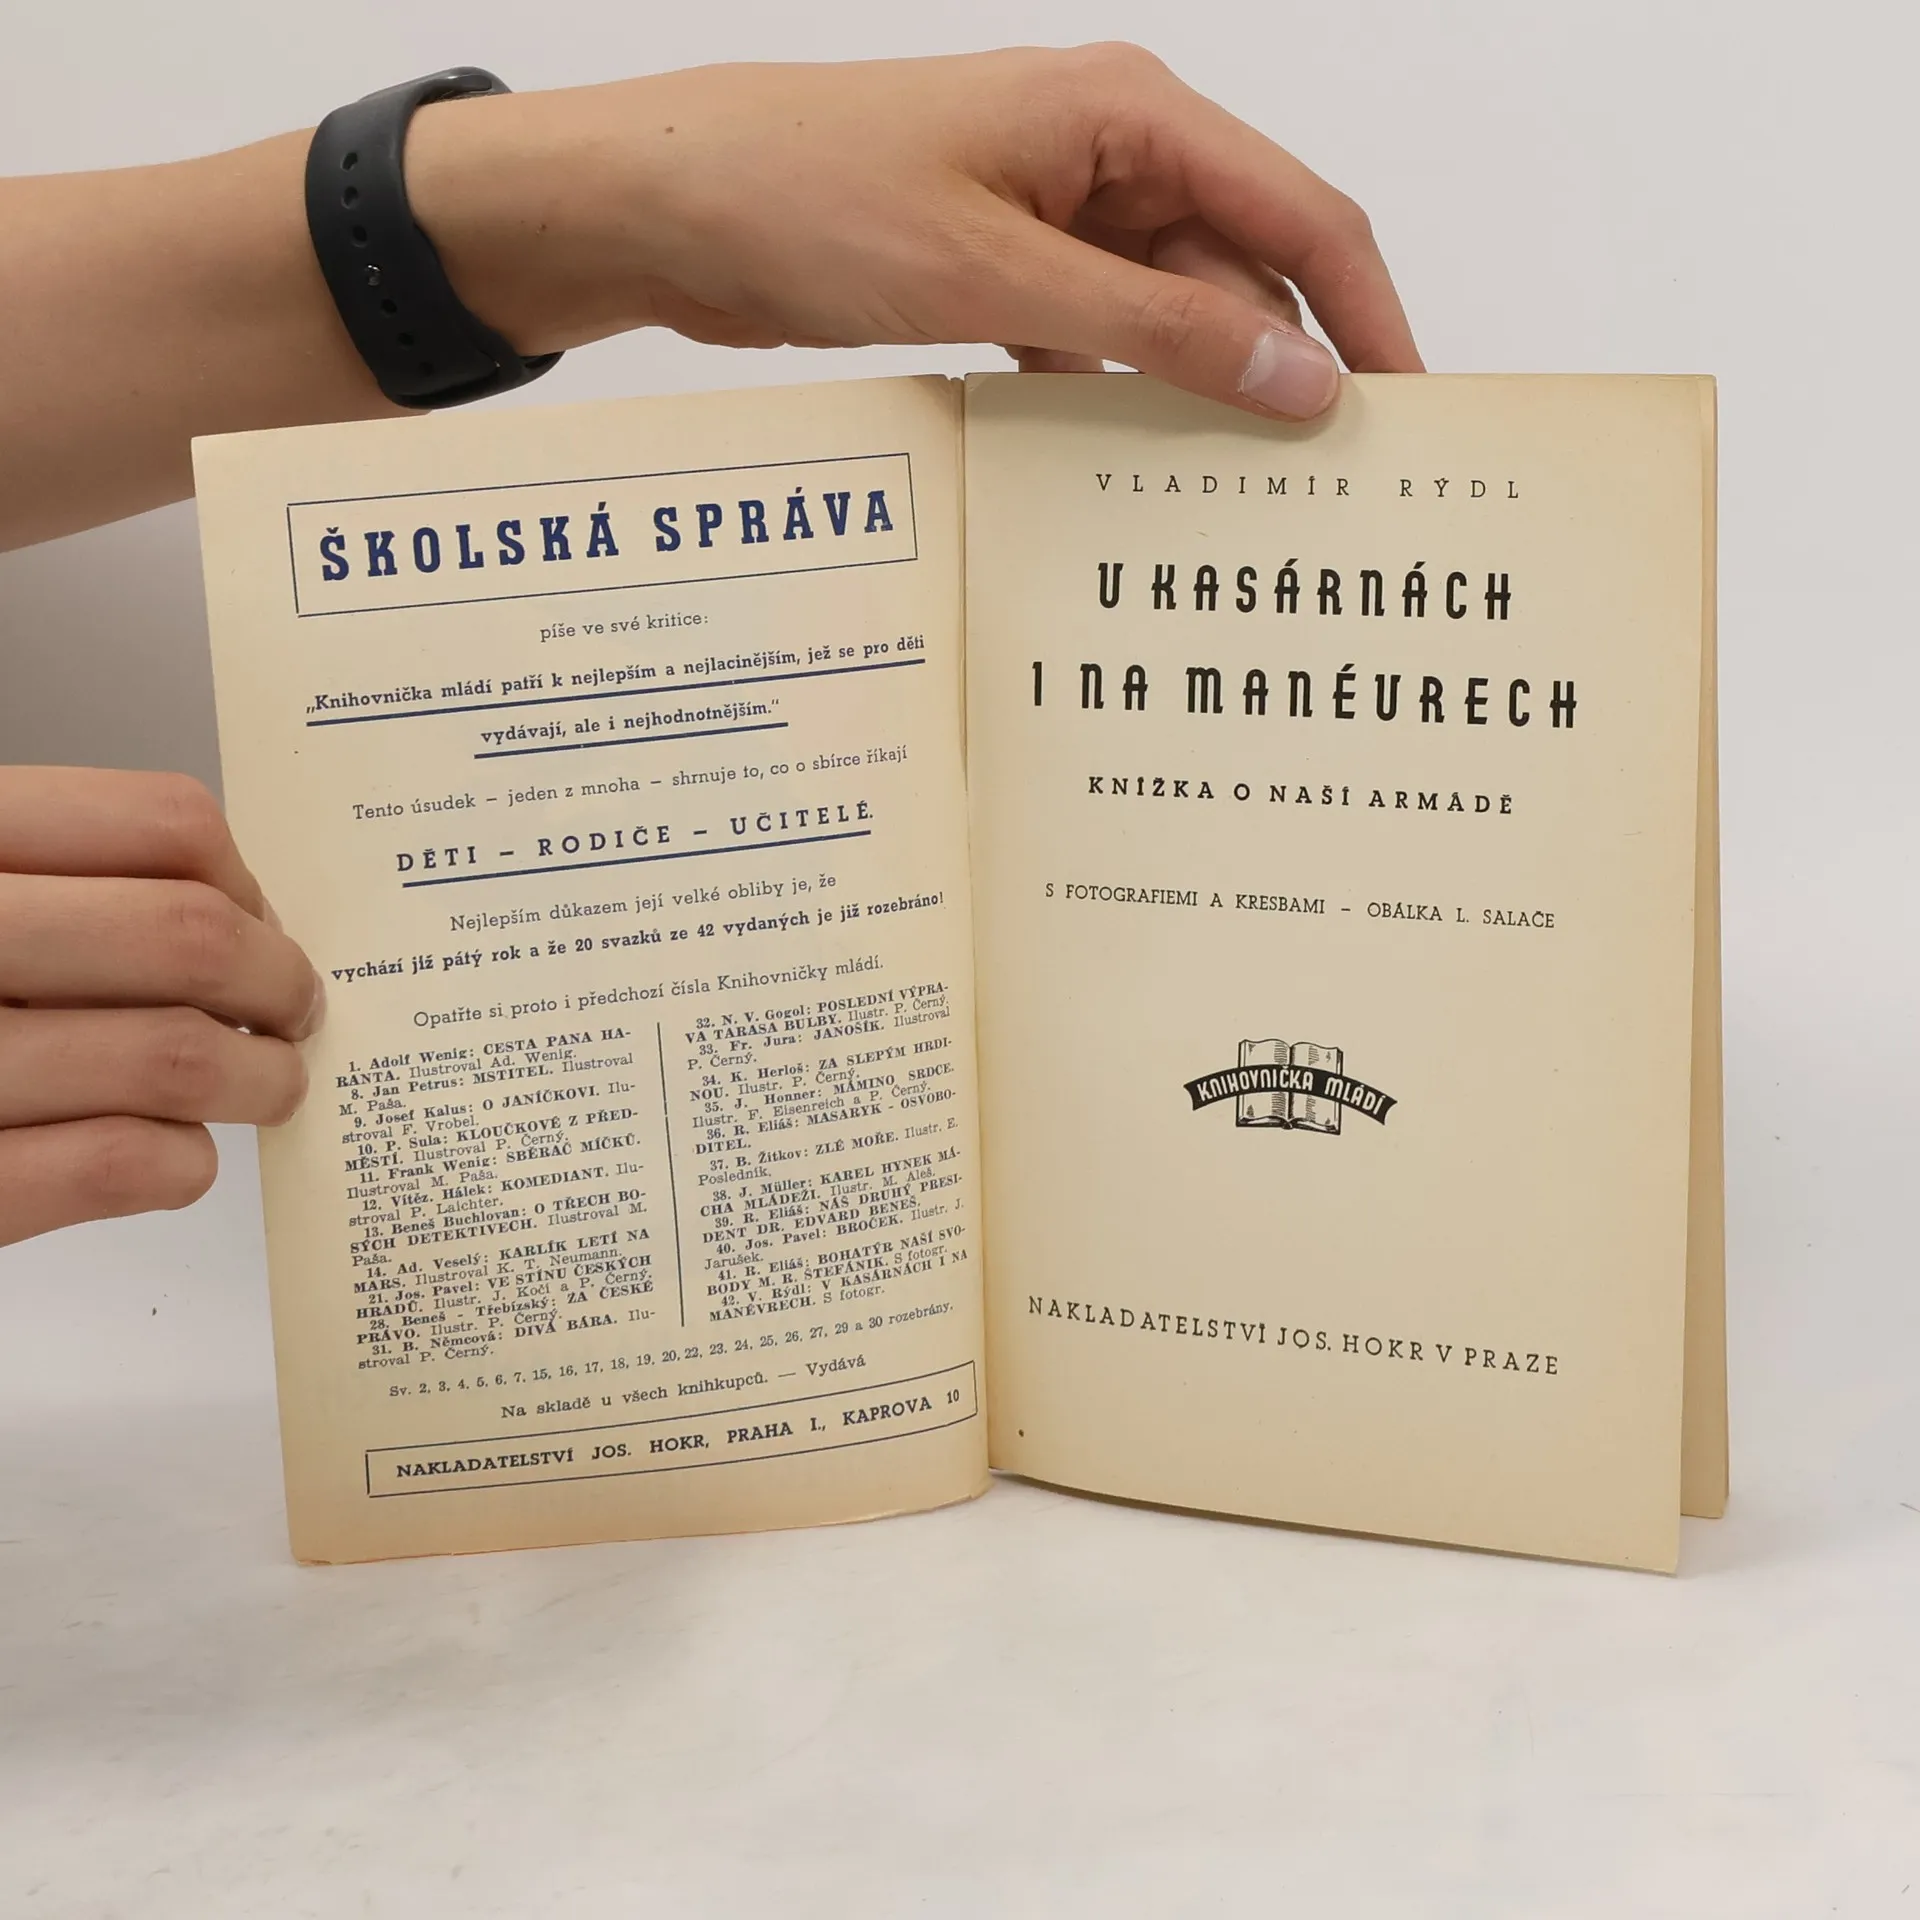 ŠKOLSKÁ SPRÁVA
píše ve své kritice:
„Knihovnička mládí patří k nejlepším a nejlacinějším, jež se pro děti
vydávají, ale i nejhodnotnějším.“
Tento úsudek – jeden z mnoha – shrnuje to, co o sbírce říkají
DĚTI – RODIČE – UČITELÉ.
Nejlepším důkazem její velké obliby je, že
vychází již pátý rok a že 20 svazků ze 42 vydaných je již rozebráno!
Opatřte si proto i předchozí čísla Knihovničky mládí.
1. Adolf Wenig: CESTA PANA HA-
RANTA. Ilustroval Ad. Wenig.
8. Jan Petrus: MSTITEL. Ilustroval
M. Paša.
9. Josef Kalus: O JANÍČKOVI. Ilu-
stroval F. Vrobel.
10. P. Sula: KLOUČKOVÉ Z PŘED-
MĚSTÍ. Ilustroval P. Černý.
11. Frank Wenig: SBĚRAČ MÍČKŮ.
Ilustroval M. Paša.
12. Vítěz. Hálek: KOMEDIANT. Ilu-
stroval P. Laichter.
13. Beneš Buchlovan: O TŘECH BO-
SÝCH DETEKTIVECH. Ilustroval M.
Paša.
14. Ad. Veselý: KARLÍK LETÍ NA
MARS. Ilustroval K. T. Neumann.
21. Jos. Pavel: VE STÍNU ČESKÝCH
HRADŮ. Ilustr. J. Kočí a P. Černý.
28. Beneš - Třebízský: ZA ČESKÉ
PRÁVO. Ilustr. P. Černý.
31. B. Němcová: DIVÁ BÁRA. Ilu-
stroval P. Černý.
32. N. V. Gogol: POSLEDNÍ VÝPRA-
VA TARASA BULBY. Ilustr. P. Černý.
33. Fr. Jura: JANOŠÍK. Ilustroval
P. Černý.
34. K. Herloš: ZA SLEPÝM HRDI-
NOU. Ilustr. P. Černý.
35. J. Honner: MÁMINO SRDCE.
Ilustr. F. Eisenreich a P. Černý.
36. R. Eliáš: MASARYK - OSVOBO-
DITEL.
37. B. Žitkov: ZLÉ MOŘE. Ilustr. E.
Posledník.
38. J. Müller: KAREL HYNEK MÁ-
CHA MLÁDEŽI. Ilustr. M. Aleš.
39. R. Eliáš: NÁŠ DRUHÝ PRESI-
DENT DR. EDVARD BENEŠ.
40. Jos. Pavel: BROČEK. Ilustr. J.
Jarušek.
41. R. Eliáš: BOHATÝR NAŠÍ SVO-
BODY M. R. ŠTEFÁNIK. S fotogr.
42. V. Rýdl: V KASÁRNÁCH I NA
MANÉVRECH. S fotogr.
Sv. 2, 3, 4, 5, 6, 7, 15, 16, 17, 18, 19, 20, 22, 23, 24, 25, 26, 27, 29 a 30 rozebrány.
Na skladě u všech knihkupců. — Vydává
NAKLADATELSTVÍ JOS. HOKR, PRAHA I., KAPROVA 10
VLADIMÍR RÝDL
V KASÁRNÁCH
I NA MANÉVRECH
KNÍŽKA O NAŠÍ ARMÁDĚ
S FOTOGRAFIEMI A KRESBAMI – OBÁLKA L. SALAČE
KNIHOVNIČKA MLÁDÍ
NAKLADATELSTVÍ JOS. HOKR V PRAZE